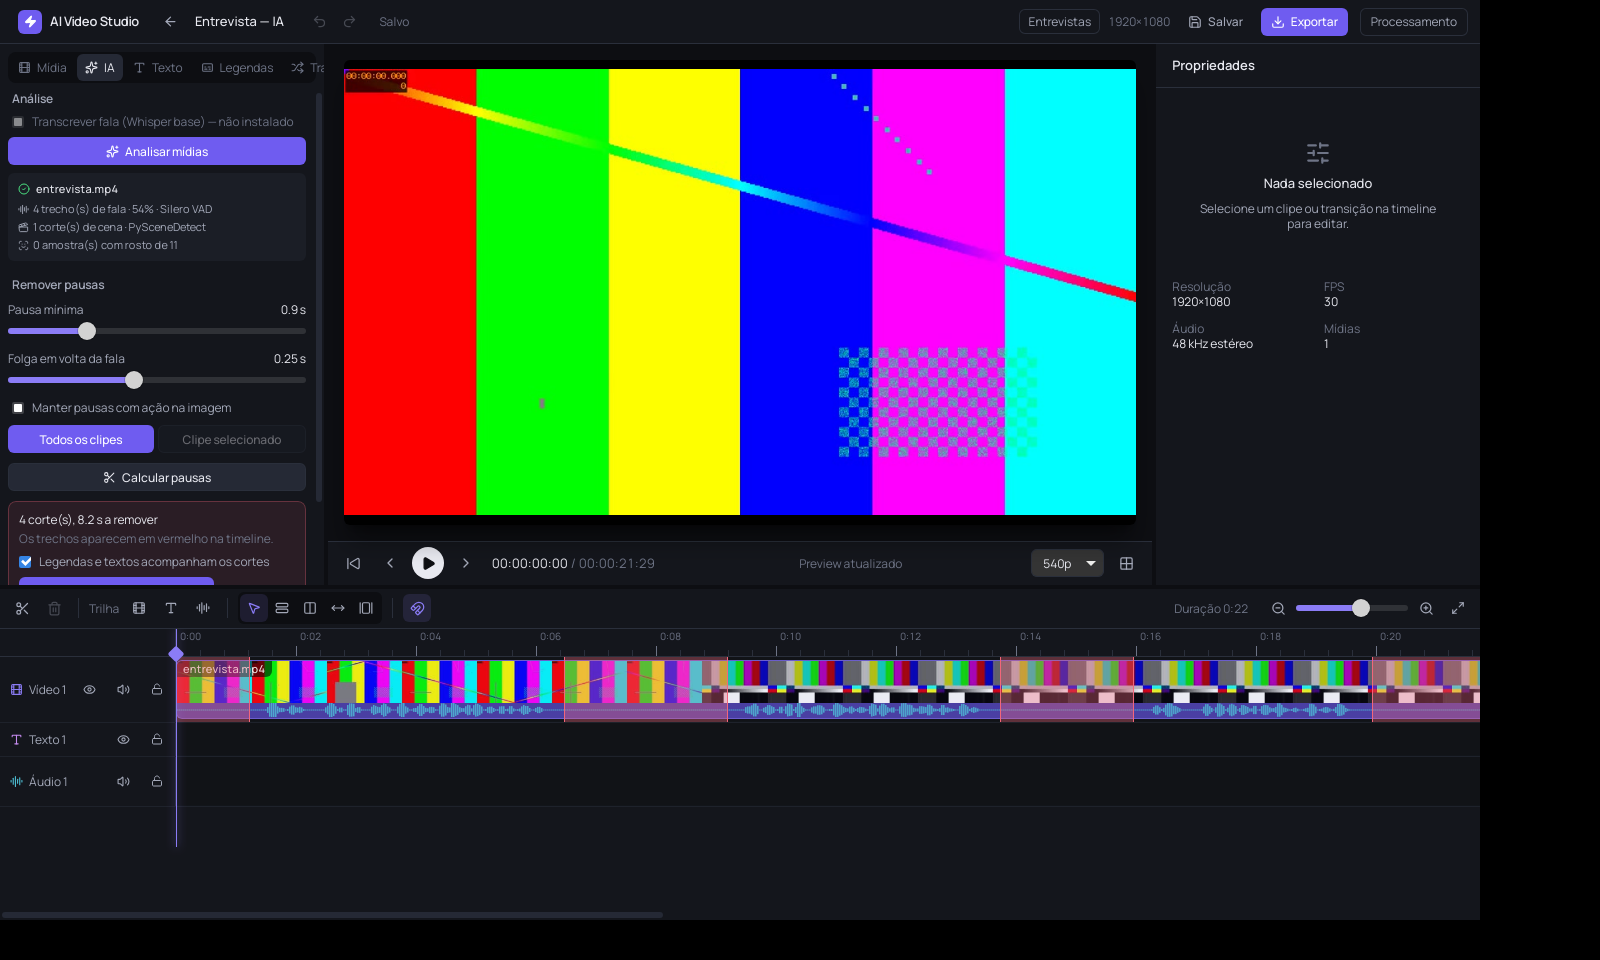 AI Video Studio
Entrevista — IA
Salvo
Entrevistas
1920×1080
Salvar
Exportar
Processamento
Mídia
IA
Texto
Legendas
Tra
Análise
Transcrever fala (Whisper base) — não instalado
Analisar mídias
entrevista.mp4
4 trecho(s) de fala · 54% · Silero VAD
1 corte(s) de cena · PySceneDetect
0 amostra(s) com rosto de 11
Remover pausas
Pausa mínima 0.9 s
Folga em volta da fala 0.25 s
Manter pausas com ação na imagem
Todos os clipes
Clipe selecionado
Calcular pausas
4 corte(s), 8.2 s a remover
Os trechos aparecem em vermelho na timeline.
Legendas e textos acompanham os cortes
00:00:00.000
0
00:00:00:00 / 00:00:21:29
Preview atualizado
540p
Propriedades
Nada selecionado
Selecione um clipe ou transição na timeline
para editar.
Resolução
1920×1080
FPS
30
Áudio
48 kHz estéreo
Mídias
1
Trilha
Duração 0:22
0:00 0:02 0:04 0:06 0:08 0:10 0:12 0:14 0:16 0:18 0:20
Vídeo 1
entrevista.mp4
Texto 1
Áudio 1